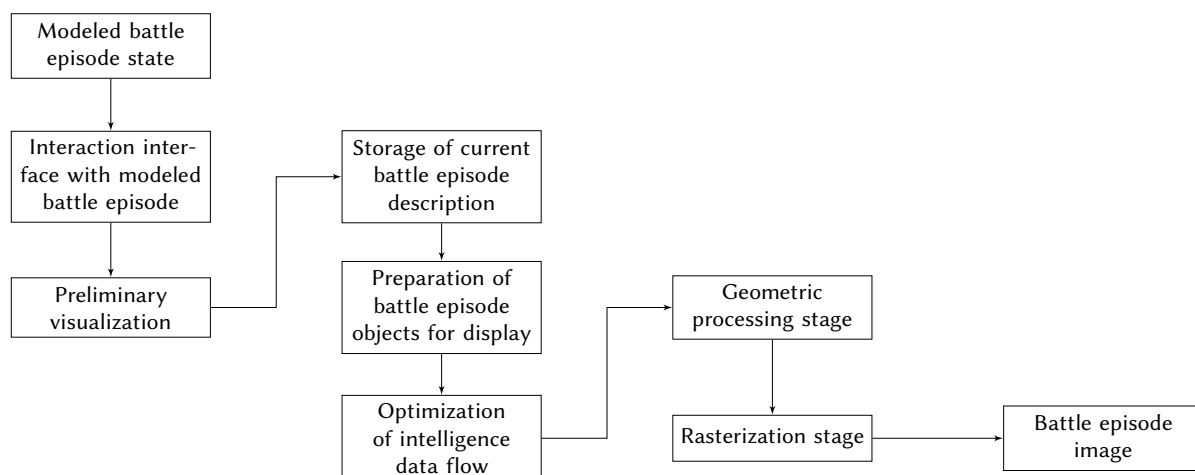 Modeled battle
episode state
Interaction inter-
face with modeled
battle episode
Preliminary
visualization
Storage of current
battle episode
description
Preparation of
battle episode
objects for display
Optimization
of intelligence
data flow
Geometric
processing stage
Rasterization stage
Battle episode
image